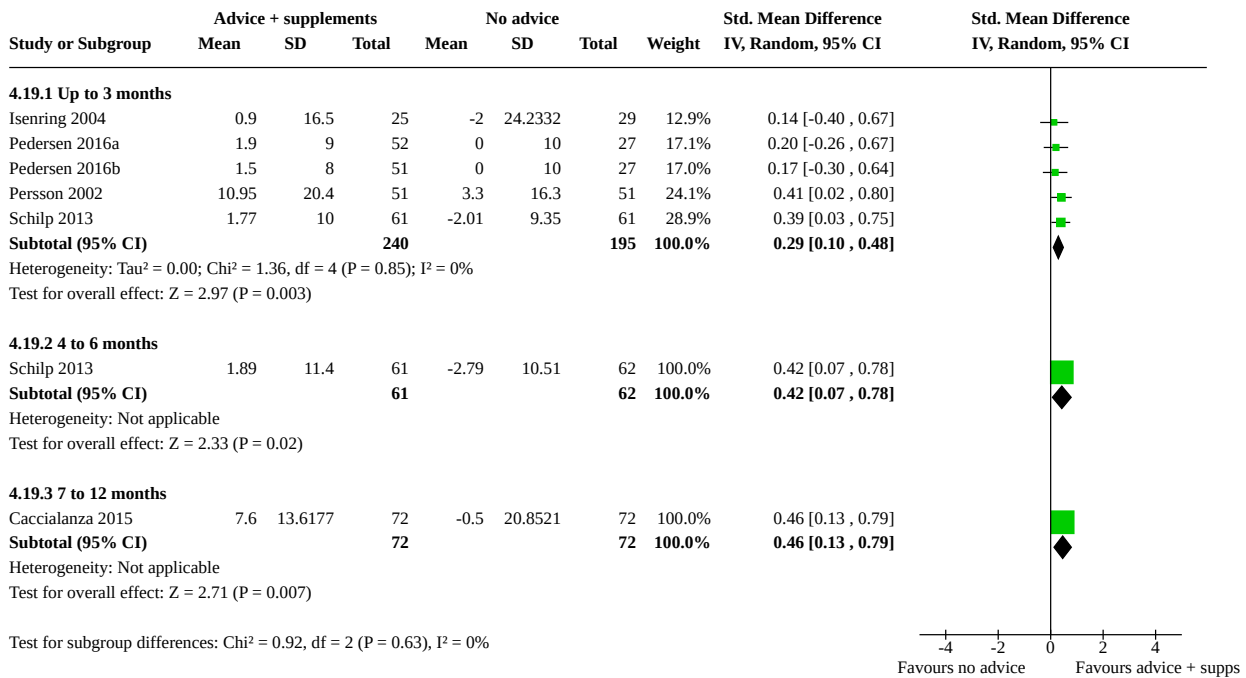 Advice + supplements No advice Std. Mean Difference Std. Mean Difference
Study or Subgroup Mean SD Total Mean SD Total Weight IV, Random, 95% CI IV, Random, 95% CI
4.19.1 Up to 3 months
Isenring 2004 0.9 16.5 25 -2 24.2332 29 12.9% 0.14 [-0.40 , 0.67]
Pedersen 2016a 1.9 9 52 0 10 27 17.1% 0.20 [-0.26 , 0.67]
Pedersen 2016b 1.5 8 51 0 10 27 17.0% 0.17 [-0.30 , 0.64]
Persson 2002 10.95 20.4 51 3.3 16.3 51 24.1% 0.41 [0.02 , 0.80]
Schilp 2013 1.77 10 61 -2.01 9.35 61 28.9% 0.39 [0.03 , 0.75]
Subtotal (95% CI) 240 195 100.0% 0.29 [0.10 , 0.48]
Heterogeneity: Tau² = 0.00; Chi² = 1.36, df = 4 (P = 0.85); I² = 0%
Test for overall effect: Z = 2.97 (P = 0.003)
4.19.2 4 to 6 months
Schilp 2013 1.89 11.4 61 -2.79 10.51 62 100.0% 0.42 [0.07 , 0.78]
Subtotal (95% CI) 61 62 100.0% 0.42 [0.07 , 0.78]
Heterogeneity: Not applicable
Test for overall effect: Z = 2.33 (P = 0.02)
4.19.3 7 to 12 months
Caccialanza 2015 7.6 13.6177 72 -0.5 20.8521 72 100.0% 0.46 [0.13 , 0.79]
Subtotal (95% CI) 72 72 100.0% 0.46 [0.13 , 0.79]
Heterogeneity: Not applicable
Test for overall effect: Z = 2.71 (P = 0.007)
Test for subgroup differences: Chi² = 0.92, df = 2 (P = 0.63), I² = 0%
-4 -2 0 2 4
Favours no advice Favours advice + supps